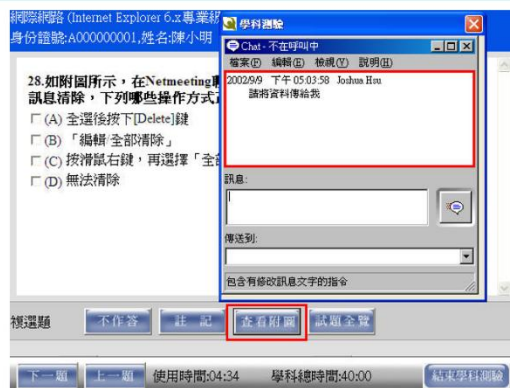 網際網路 (Internet Explorer 6.x專業級
身份證號:A000000001,姓名:陳小明
28.如附圖所示，在Netmeeting
訊息清除，下列哪些操作方式
(A) 全選後按下[Delete]鍵
(B) 「編輯/全部清除」
(C) 按滑鼠右鍵，再選擇「全
(D) 無法清除
學科測驗
Chat - 不在呼叫中
檔案(F) 編輯(E) 檢視(V) 說明(H)
2002/9/9 下午 05:03:58 Joshua Hsu
請將資料傳給我
訊息:
傳送到:
包含有修改訊息文字的指令
複選題 不作答 註 記 查看附圖 試題全覽
下一題 上一題 使用時間:04:34 學科總時間:40:00 結束學科測驗